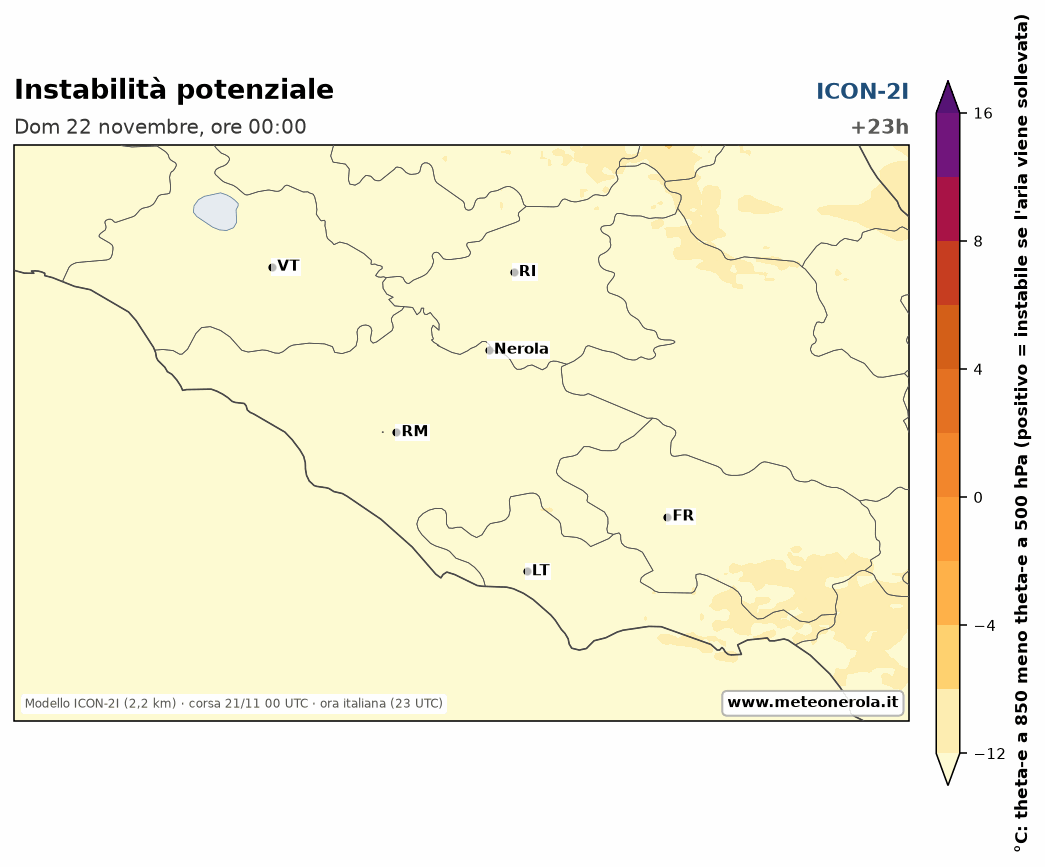 Instabilità potenziale
ICON-2I
Dom 22 novembre, ore 00:00
+23h
VT
RI
Nerola
RM
FR
LT
Modello ICON-2I (2,2 km) · corsa 21/11 00 UTC · ora italiana (23 UTC)
www.meteonerola.it
16
8
4
0
−4
−12
°C: theta-e a 850 meno theta-e a 500 hPa (positivo = instabile se l'aria viene sollevata)